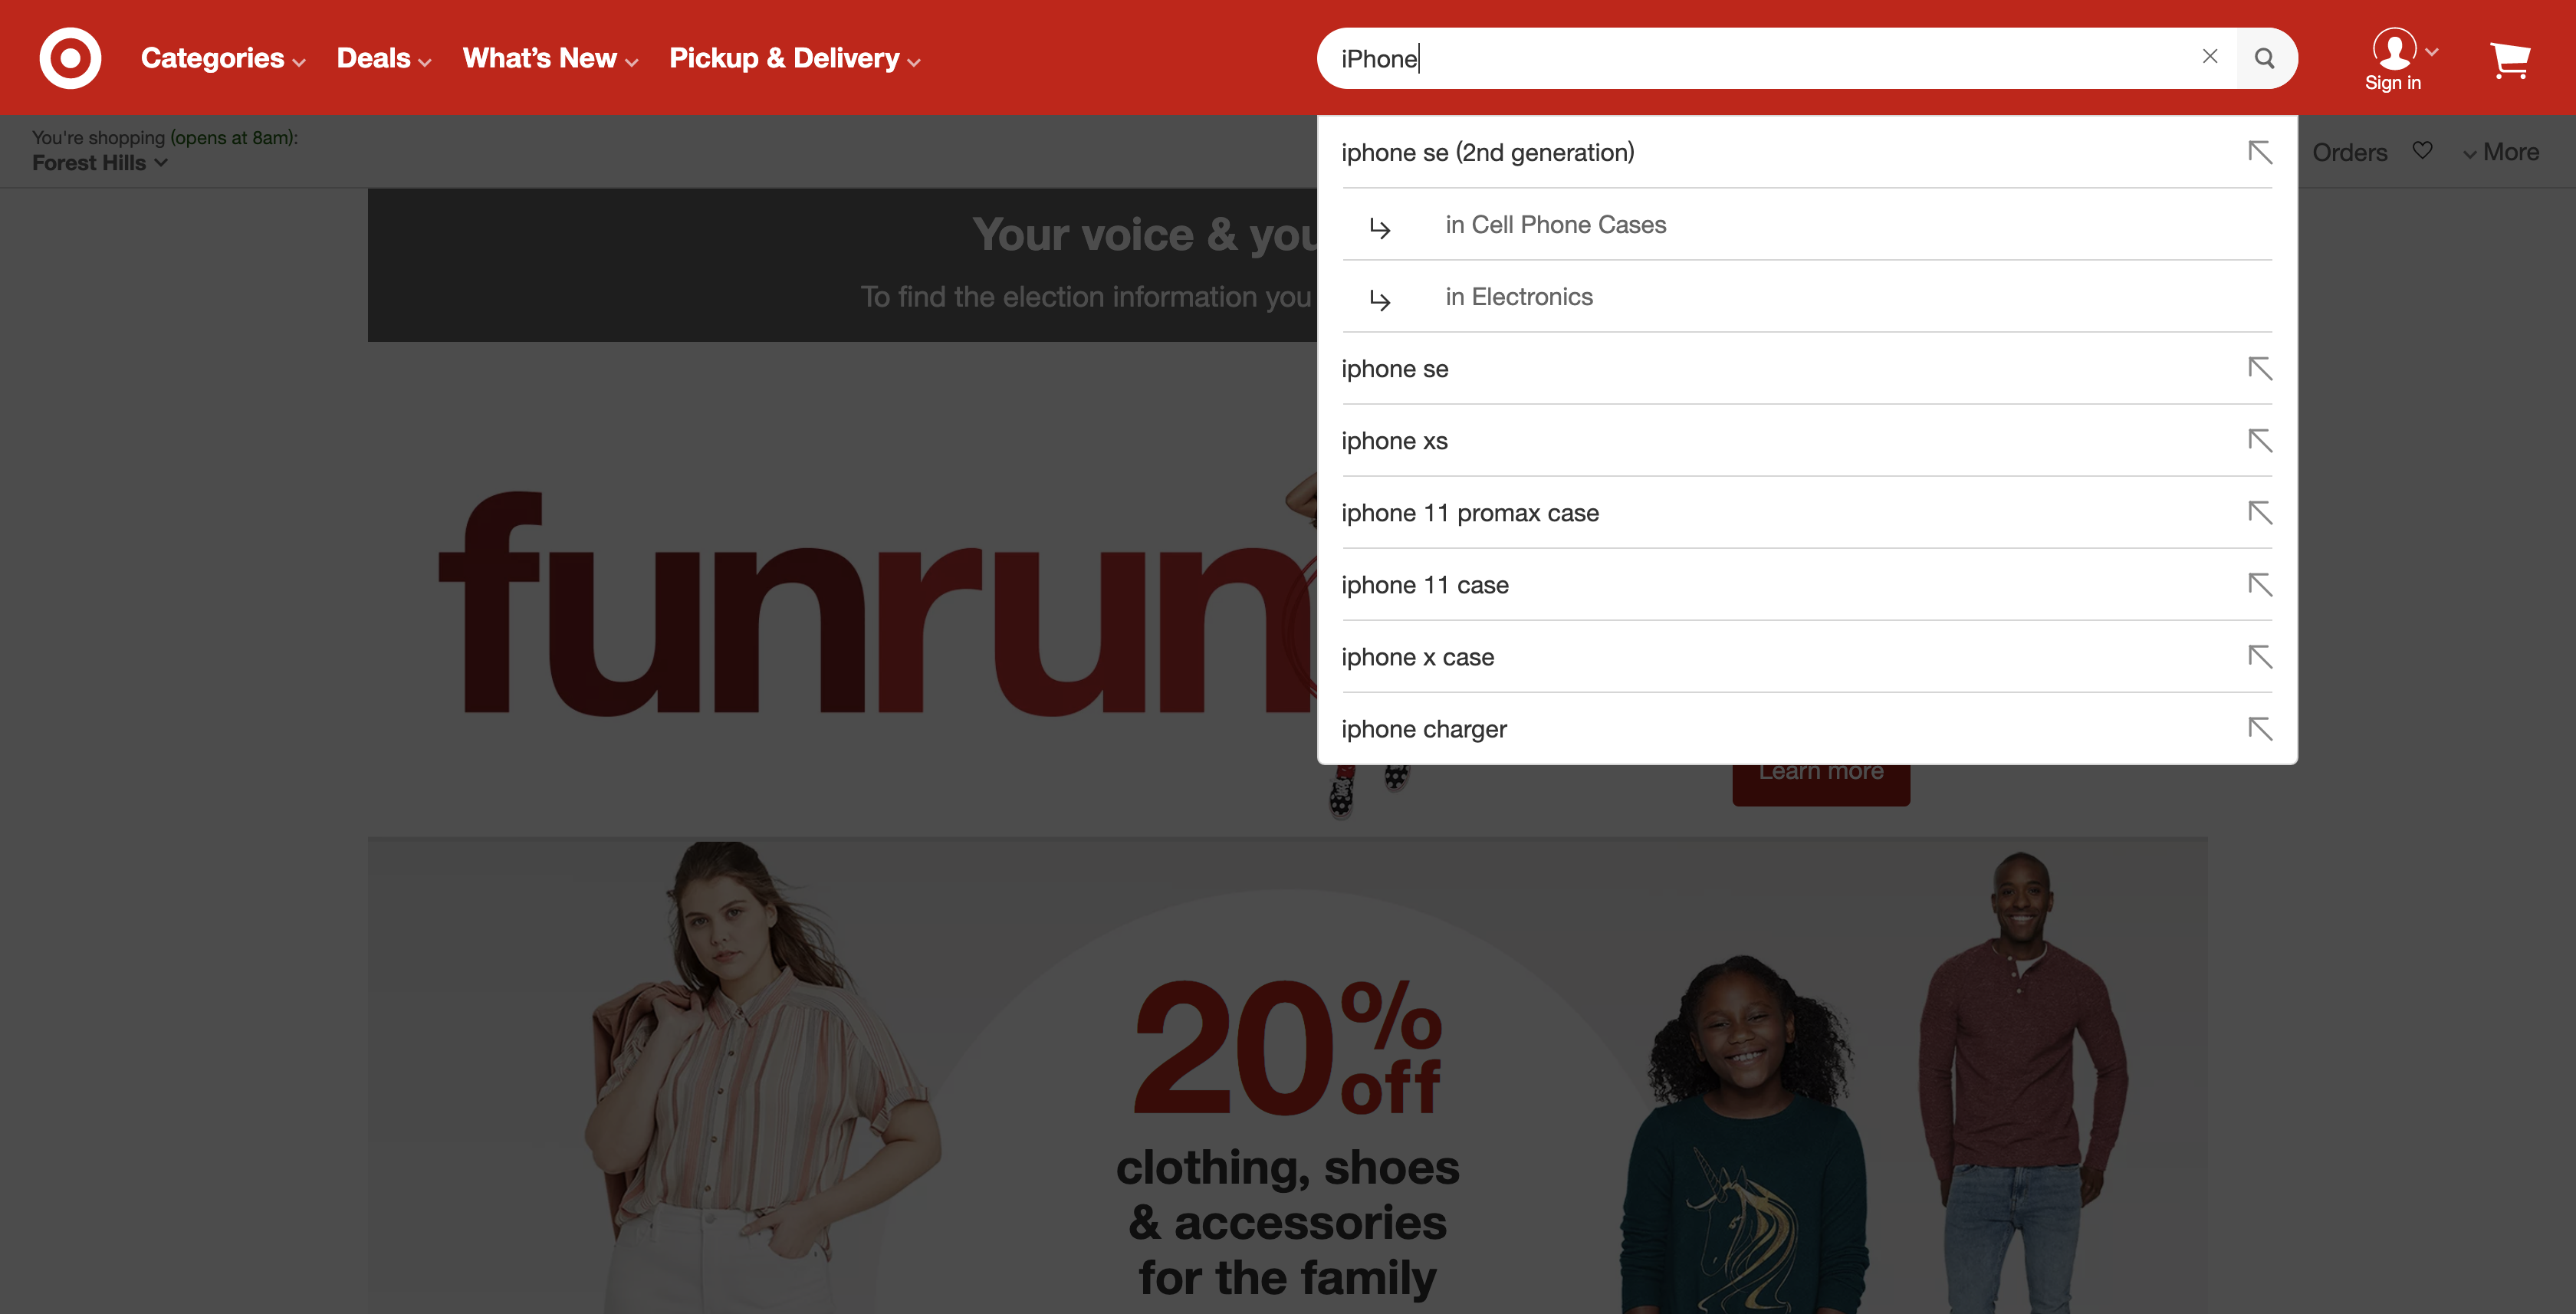 Categories
Deals
What's New
Pickup & Delivery
iPhone
Sign in
You're shopping (opens at 8am):
Forest Hills
Orders
More
iphone se (2nd generation)
in Cell Phone Cases
in Electronics
iphone se
iphone xs
iphone 11 promax case
iphone 11 case
iphone x case
iphone charger
Your voice &
To find the election information you
funrun
Learn more
20% off
clothing, shoes
& accessories
for the family